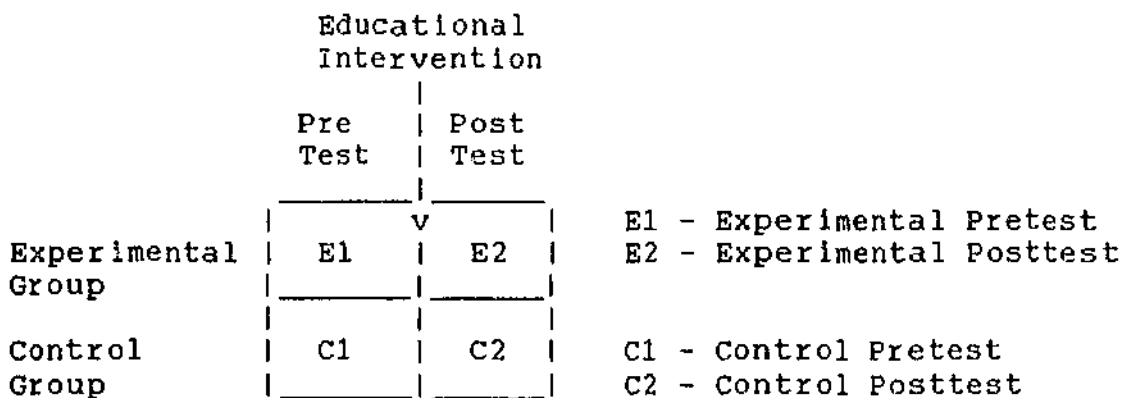 Educational
Intervention
Pre Post
Test Test
E1 - Experimental Pretest
Experimental E1 E2 E2 - Experimental Posttest
Group
Control C1 C2 C1 - Control Pretest
Group C2 - Control Posttest